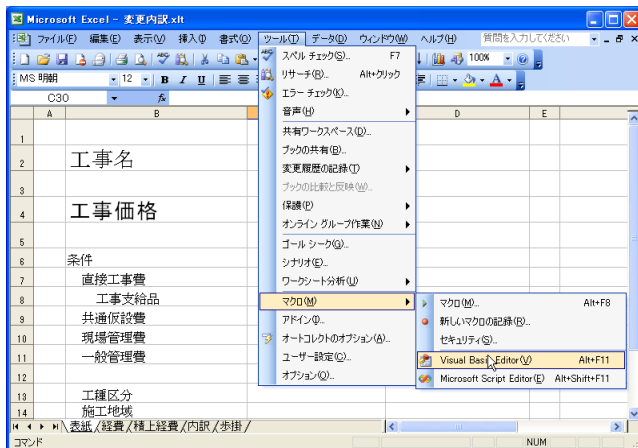 Microsoft Excel - 変更内訳.xlt
ファイル(F) 編集(E) 表示(V) 挿入(I) 書式(O) ツール(T) データ(D) ウィンドウ(W) ヘルプ(H) 質問を入力してください
100%
MS 明朝 12 B I U A
C30 fx
A B D E
1
2 工事名
3
4 工事価格
5
6 条件
7 直接工事費
8 工事支給品
9 共通仮設費
10 現場管理費
11 一般管理費
12
13 工種区分
14 施工地域
スペル チェック(S)... F7
リサーチ(R)... Alt+クリック
エラー チェック(K)...
音声(H)
共有ワークスペース(D)...
ブックの共有(B)...
変更履歴の記録(T)
ブックの比較と反映(W)...
保護(P)
オンライン グループ作業(N)
ゴール シーク(G)...
シナリオ(E)...
ワークシート分析(U)
マクロ(M)
アドイン(I)...
オートコレクトのオプション(A)...
ユーザー設定(C)...
オプション(O)...
マクロ(M)... Alt+F8
新しいマクロの記録(R)...
セキュリティ(S)...
Visual Basic Editor(V) Alt+F11
Microsoft Script Editor(E) Alt+Shift+F11
表紙 / 経費 / 積上経費 / 内訳 / 歩掛 /
コマンド NUM